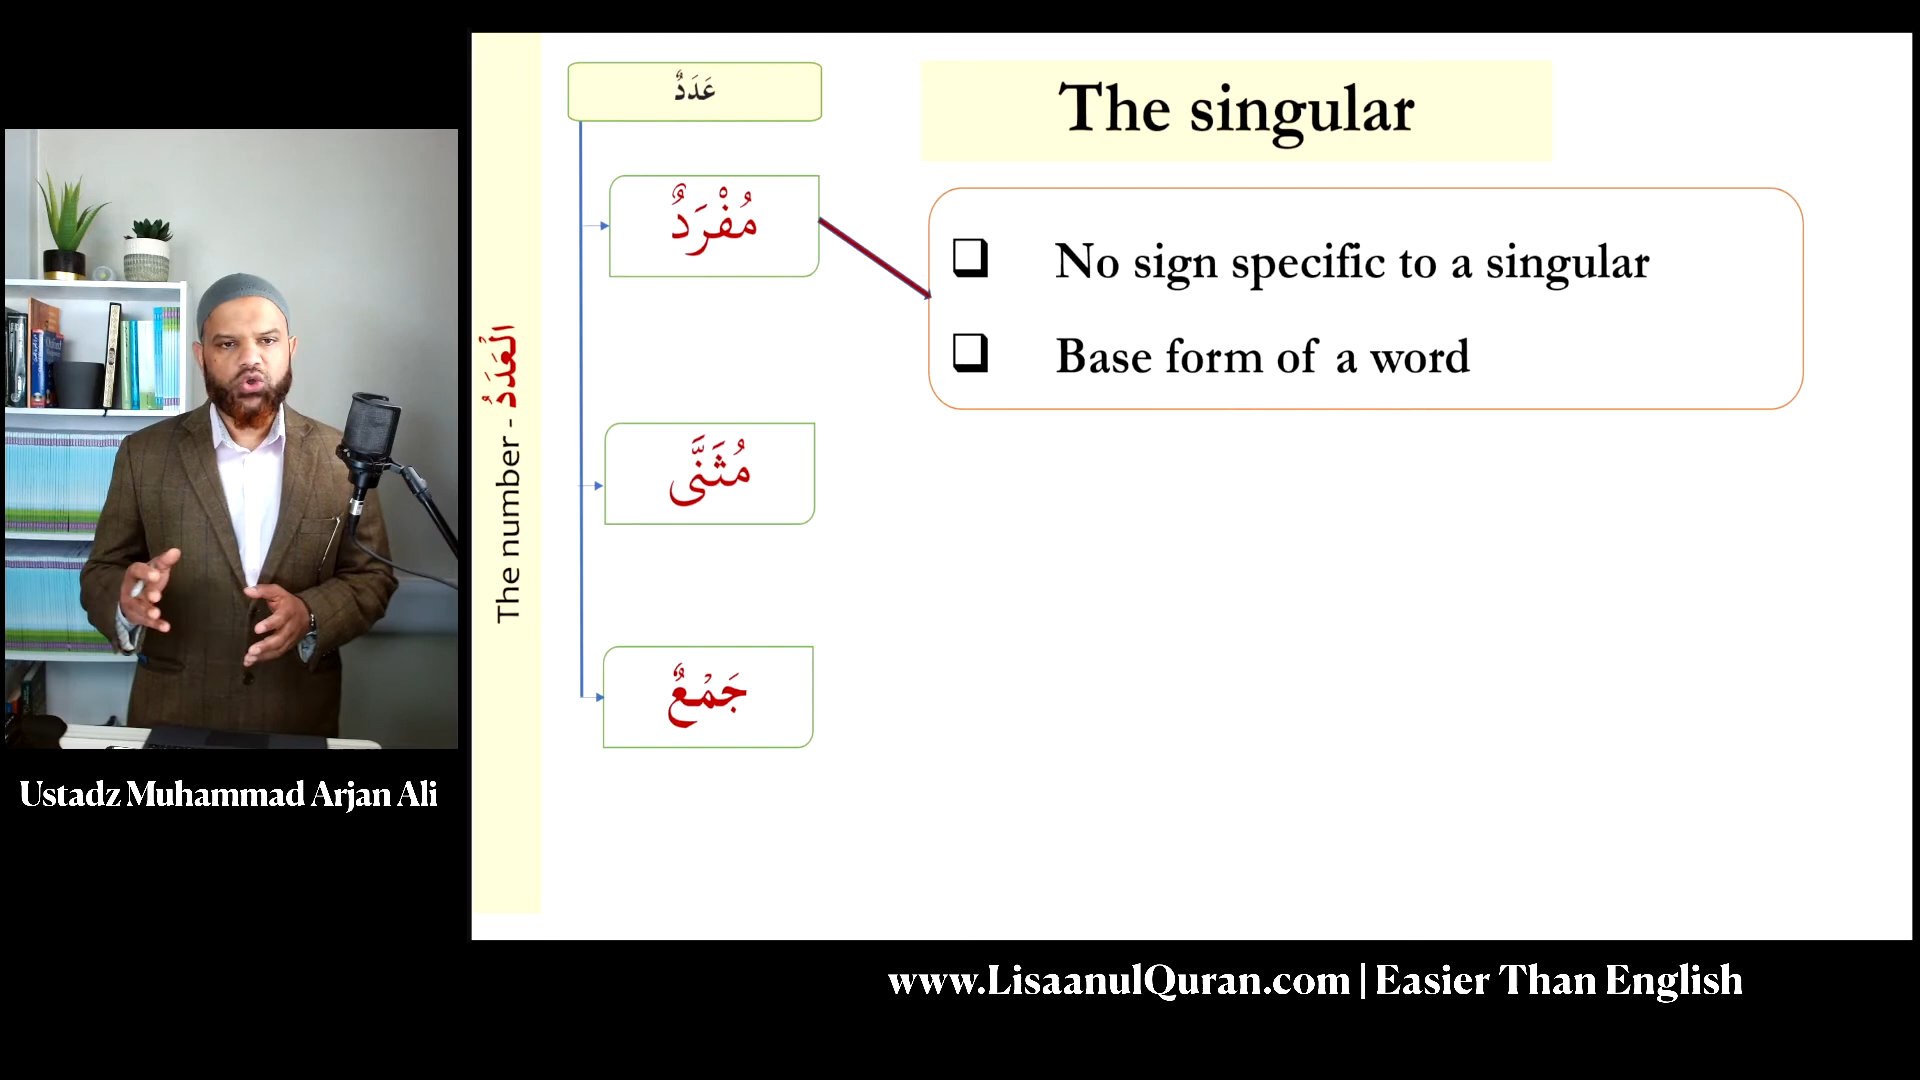 عَدَدٌ
The singular
مُفْرَدٌ
No sign specific to a singular
Base form of a word
The number - الْعَدَدُ
مُثَنَّى
جَمْعٌ
Ustadz Muhammad Arjan Ali
www.LisaanulQuran.com | Easier Than English